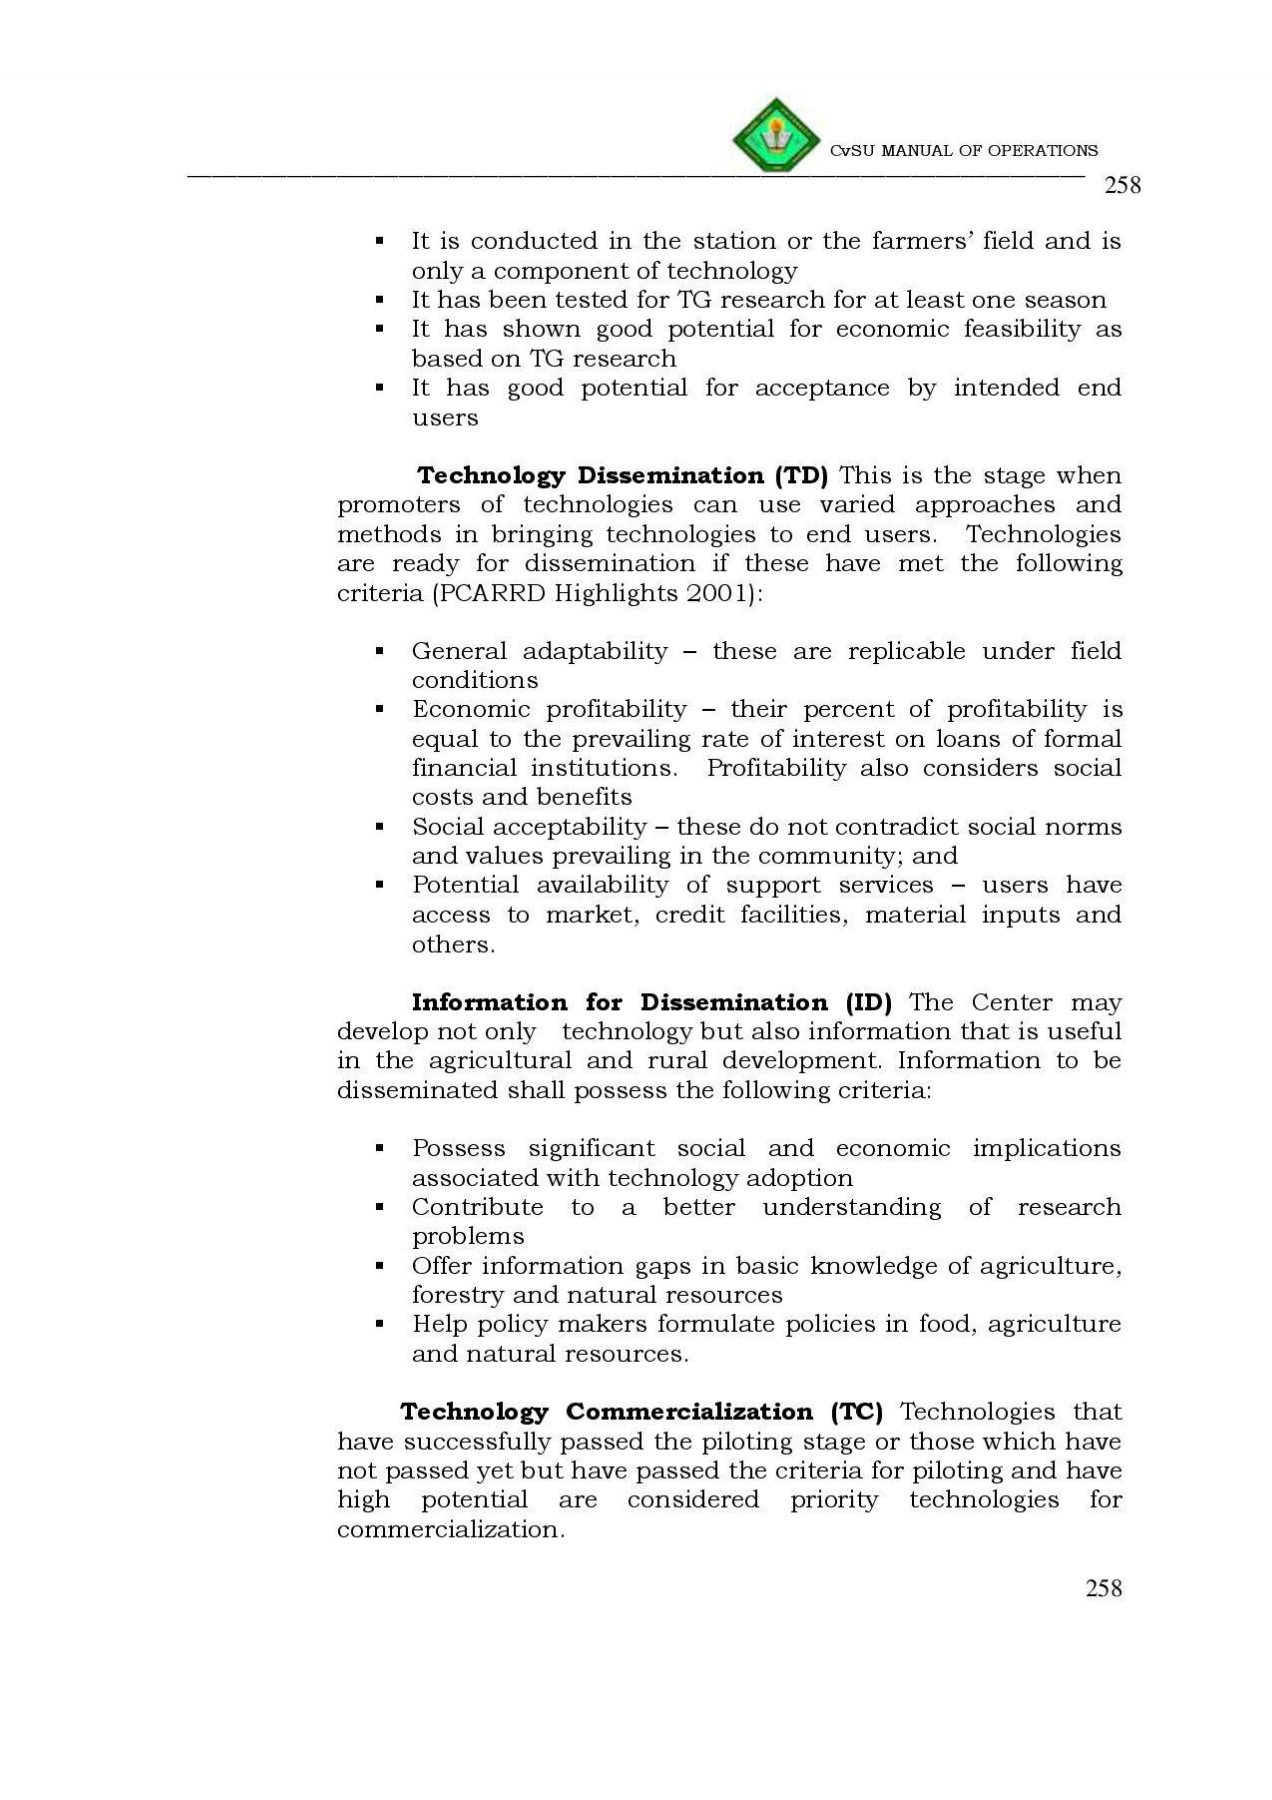 CvSU MANUAL OF OPERATIONS
258
▪ It is conducted in the station or the farmers’ field and is
only a component of technology
▪ It has been tested for TG research for at least one season
▪ It has shown good potential for economic feasibility as
based on TG research
▪ It has good potential for acceptance by intended end
users
Technology Dissemination (TD) This is the stage when
promoters of technologies can use varied approaches and
methods in bringing technologies to end users. Technologies
are ready for dissemination if these have met the following
criteria (PCARRD Highlights 2001):
▪ General adaptability – these are replicable under field
conditions
▪ Economic profitability – their percent of profitability is
equal to the prevailing rate of interest on loans of formal
financial institutions. Profitability also considers social
costs and benefits
▪ Social acceptability – these do not contradict social norms
and values prevailing in the community; and
▪ Potential availability of support services – users have
access to market, credit facilities, material inputs and
others.
Information for Dissemination (ID) The Center may
develop not only technology but also information that is useful
in the agricultural and rural development. Information to be
disseminated shall possess the following criteria:
▪ Possess significant social and economic implications
associated with technology adoption
▪ Contribute to a better understanding of research
problems
▪ Offer information gaps in basic knowledge of agriculture,
forestry and natural resources
▪ Help policy makers formulate policies in food, agriculture
and natural resources.
Technology Commercialization (TC) Technologies that
have successfully passed the piloting stage or those which have
not passed yet but have passed the criteria for piloting and have
high potential are considered priority technologies for
commercialization.
258